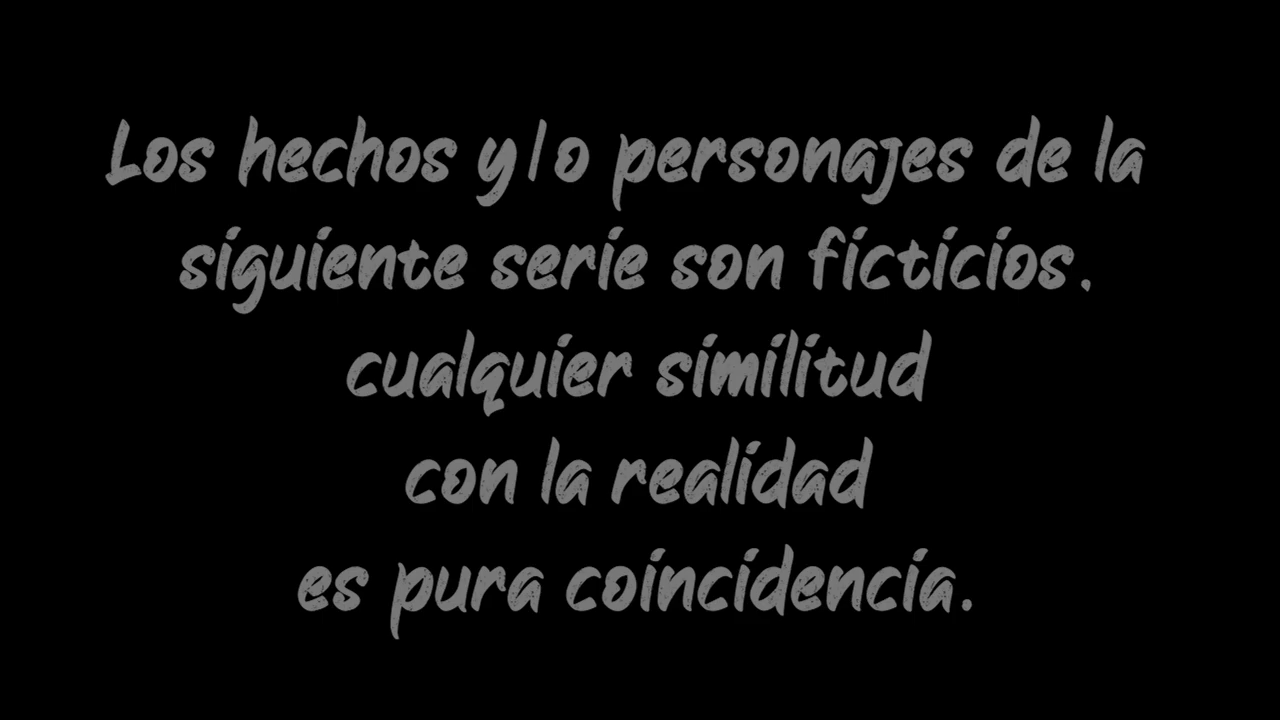 Los hechos y/o personajes de la
siguiente serie son ficticios,
cualquier similitud
con la realidad
es pura coincidencia.